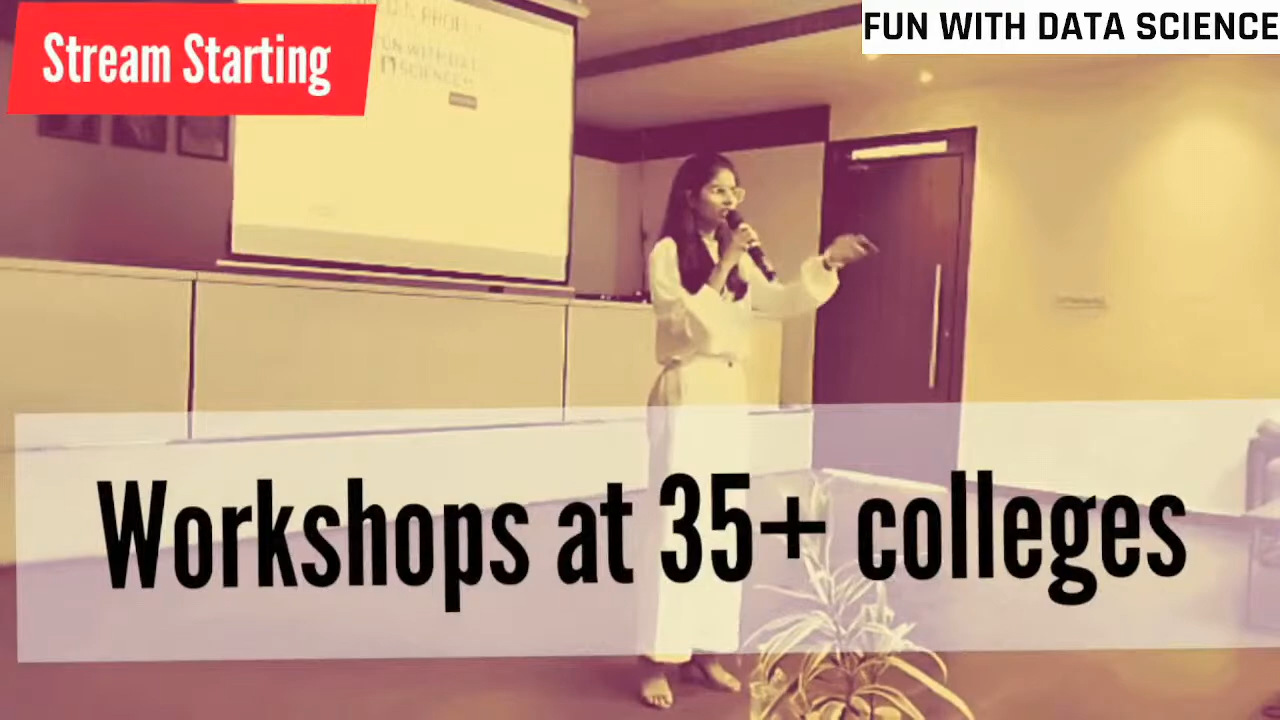 Stream Starting
FUN WITH DATA SCIENCE
Workshops at 35+ colleges